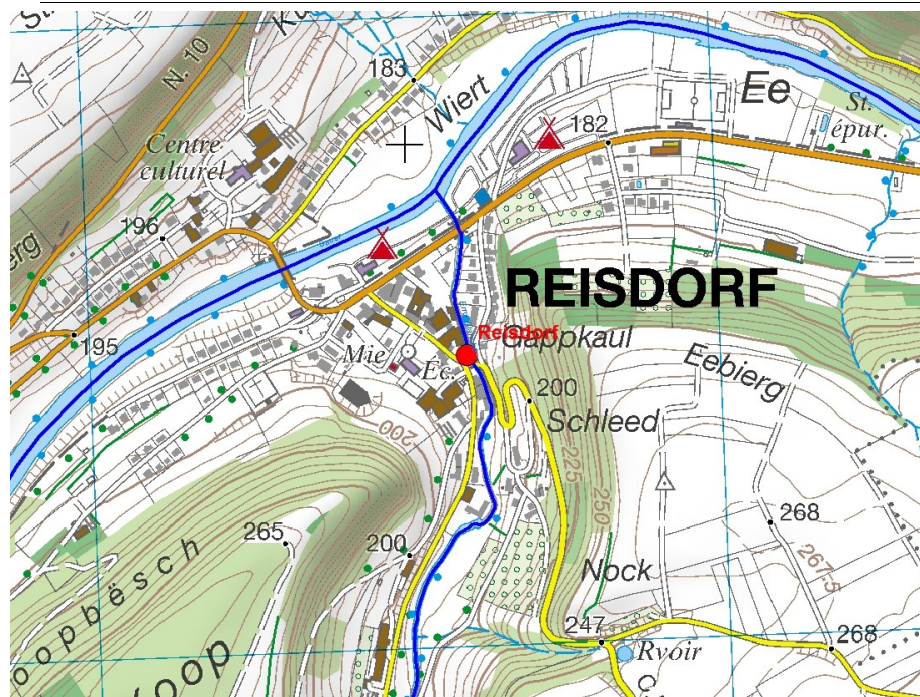 N. 10
183
Wiert
Ee
182
St.
épur.
Centre
culturel
196
REISDORF
Reisdorf
Gappkaul
195
Mie
Éc.
Eebierg
200
Schleed
200
225
250
265
200
268
267.5
Nock
247
Rvoir
268
oopbësch
oop